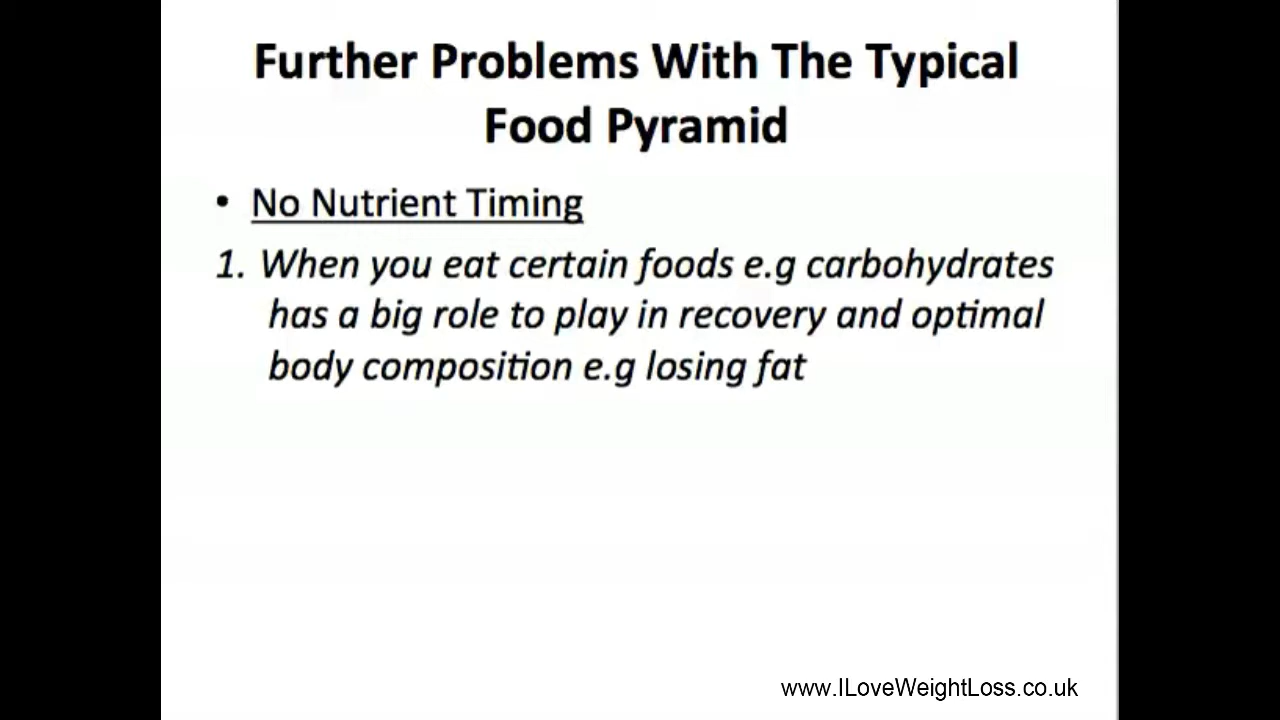 Further Problems With The Typical
Food Pyramid
• No Nutrient Timing
1. When you eat certain foods e.g carbohydrates
has a big role to play in recovery and optimal
body composition e.g losing fat
www.ILoveWeightLoss.co.uk